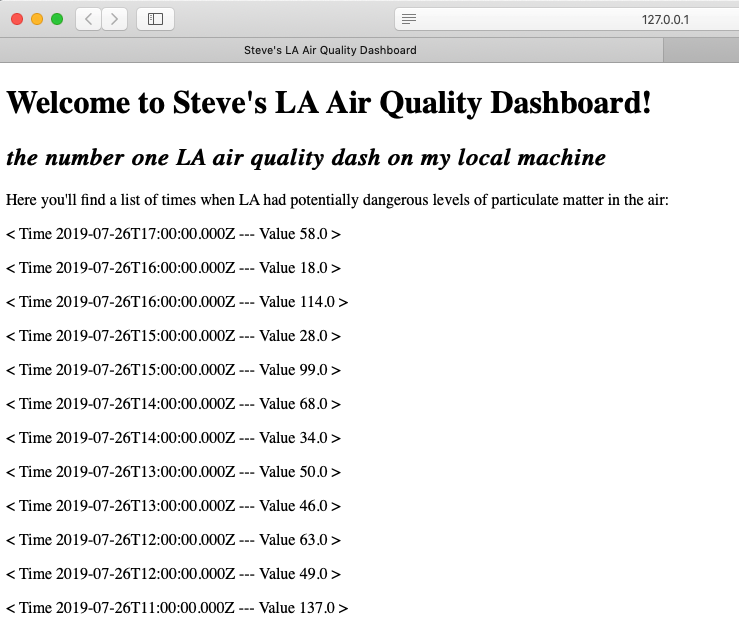 127.0.0.1
Steve's LA Air Quality Dashboard
Welcome to Steve's LA Air Quality Dashboard!
the number one LA air quality dash on my local machine
Here you'll find a list of times when LA had potentially dangerous levels of particulate matter in the air:
< Time 2019-07-26T17:00:00.000Z --- Value 58.0 >
< Time 2019-07-26T16:00:00.000Z --- Value 18.0 >
< Time 2019-07-26T16:00:00.000Z --- Value 114.0 >
< Time 2019-07-26T15:00:00.000Z --- Value 28.0 >
< Time 2019-07-26T15:00:00.000Z --- Value 99.0 >
< Time 2019-07-26T14:00:00.000Z --- Value 68.0 >
< Time 2019-07-26T14:00:00.000Z --- Value 34.0 >
< Time 2019-07-26T13:00:00.000Z --- Value 50.0 >
< Time 2019-07-26T13:00:00.000Z --- Value 46.0 >
< Time 2019-07-26T12:00:00.000Z --- Value 63.0 >
< Time 2019-07-26T12:00:00.000Z --- Value 49.0 >
< Time 2019-07-26T11:00:00.000Z --- Value 137.0 >